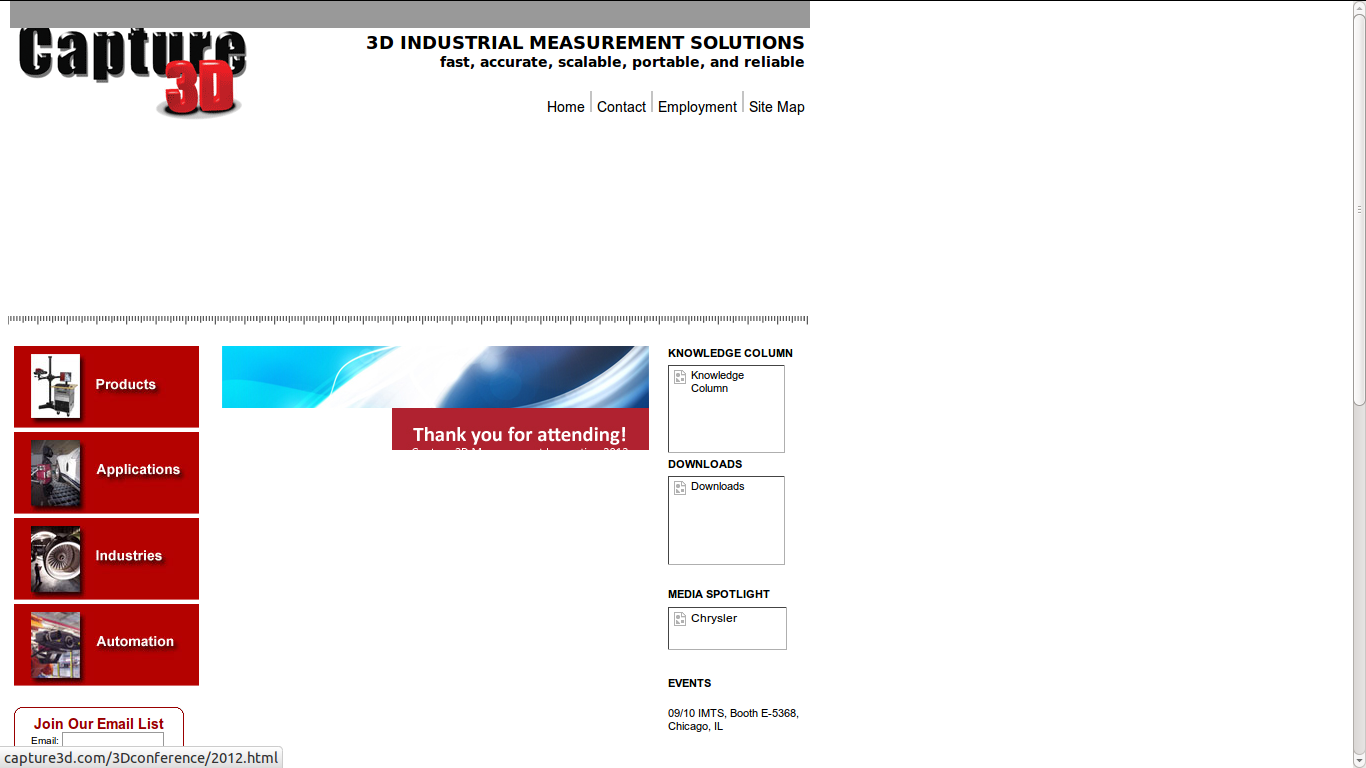 Capture
3D
3D INDUSTRIAL MEASUREMENT SOLUTIONS
fast, accurate, scalable, portable, and reliable
Home Contact Employment Site Map
Products
Applications
Industries
Automation
Join Our Email List
Email:
Thank you for attending!
KNOWLEDGE COLUMN
Knowledge
Column
DOWNLOADS
Downloads
MEDIA SPOTLIGHT
Chrysler
EVENTS
09/10 IMTS, Booth E-5368,
Chicago, IL
capture3d.com/3Dconference/2012.html